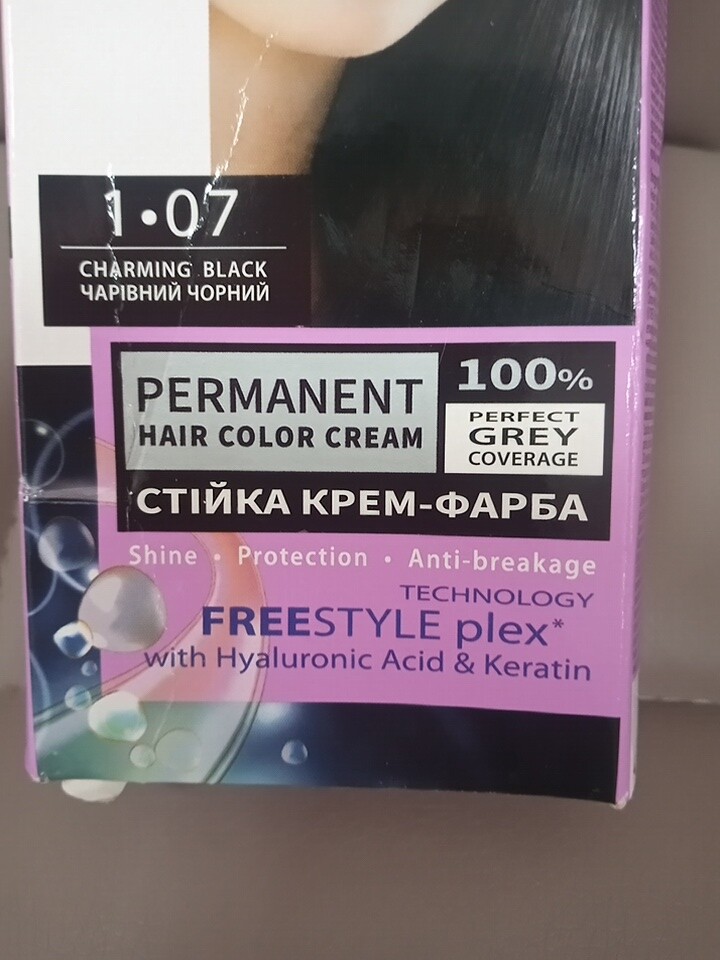 1•07
CHARMING BLACK
ЧАРІВНИЙ ЧОРНИЙ
PERMANENT
HAIR COLOR CREAM
100%
PERFECT
GREY
COVERAGE
СТІЙКА КРЕМ-ФАРБА
Shine • Protection • Anti-breakage
TECHNOLOGY
FREESTYLE plex*
with Hyaluronic Acid & Keratin